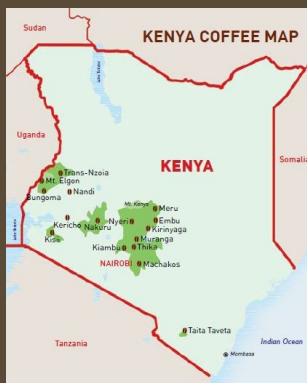 Sudan
KENYA COFFEE MAP
Uganda
KENYA
Somalia
Trans-Nzoia
Mt. Elgon
Bungoma
Nandi
Mt. Kenya
Meru
Kericho
Nyeri
Embu
Nakuru
Kirinyaga
Kisii
Muranga
Kiambu
Thika
NAIROBI
Machakos
Taita Taveta
Tanzania
Indian Ocean
Mombasa